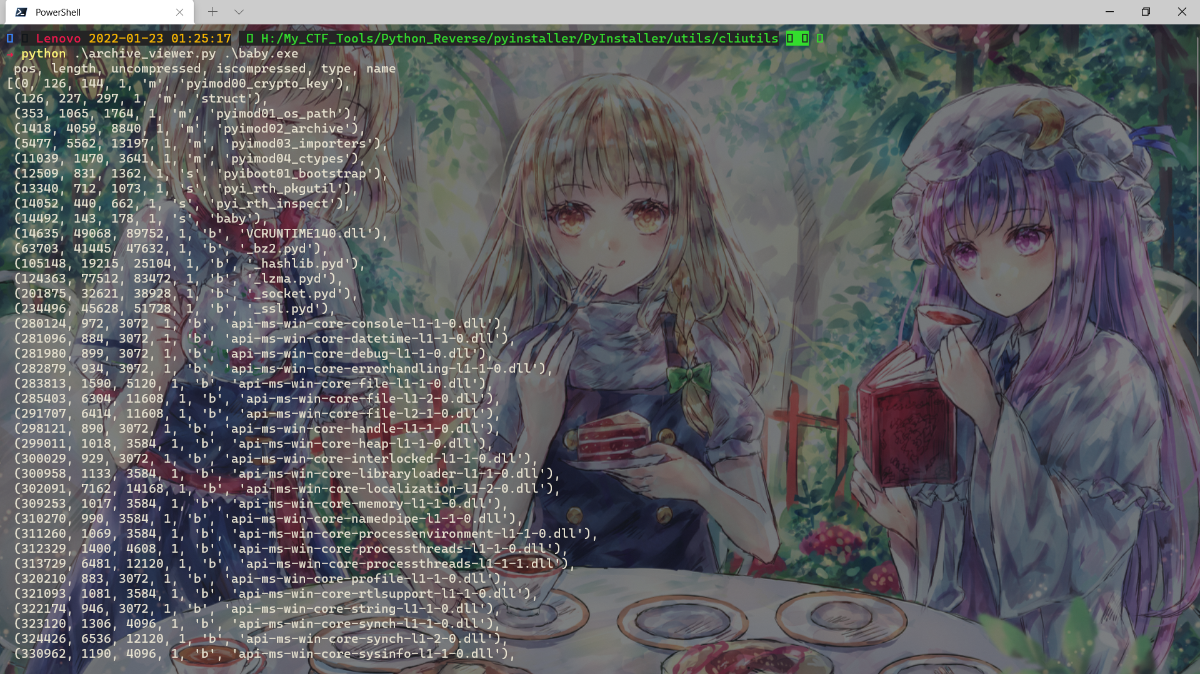 PowerShell
Lenovo 2022-01-23 01:25:17 H:/My_CTF_Tools/Python_Reverse/pyinstaller/PyInstaller/utils/cliutils
python .\archive_viewer.py .\baby.exe
pos, length, uncompressed, iscompressed, type, name
[(0, 126, 144, 1, 'm', 'pyimod00_crypto_key'),
(126, 227, 297, 1, 'm', 'struct'),
(353, 1065, 1764, 1, 'm', 'pyimod01_os_path'),
(1418, 4059, 8840, 1, 'm', 'pyimod02_archive'),
(5477, 5562, 13197, 1, 'm', 'pyimod03_importers'),
(11039, 1470, 3641, 1, 'm', 'pyimod04_ctypes'),
(12509, 831, 1362, 1, 's', 'pyiboot01_bootstrap'),
(13340, 712, 1073, 1, 's', 'pyi_rth_pkgutil'),
(14052, 440, 662, 1, 's', 'pyi_rth_inspect'),
(14492, 143, 178, 1, 's', 'baby'),
(14635, 49068, 89752, 1, 'b', 'VCRUNTIME140.dll'),
(63703, 41445, 47632, 1, 'b', '_bz2.pyd'),
(105148, 19215, 25104, 1, 'b', '_hashlib.pyd'),
(124363, 77512, 83472, 1, 'b', '_lzma.pyd'),
(201875, 32621, 38928, 1, 'b', '_socket.pyd'),
(234496, 45628, 51728, 1, 'b', '_ssl.pyd'),
(280124, 972, 3072, 1, 'b', 'api-ms-win-core-console-l1-1-0.dll'),
(281096, 884, 3072, 1, 'b', 'api-ms-win-core-datetime-l1-1-0.dll'),
(281980, 899, 3072, 1, 'b', 'api-ms-win-core-debug-l1-1-0.dll'),
(282879, 934, 3072, 1, 'b', 'api-ms-win-core-errorhandling-l1-1-0.dll'),
(283813, 1590, 5120, 1, 'b', 'api-ms-win-core-file-l1-1-0.dll'),
(285403, 6304, 11608, 1, 'b', 'api-ms-win-core-file-l1-2-0.dll'),
(291707, 6414, 11608, 1, 'b', 'api-ms-win-core-file-l2-1-0.dll'),
(298121, 890, 3072, 1, 'b', 'api-ms-win-core-handle-l1-1-0.dll'),
(299011, 1018, 3584, 1, 'b', 'api-ms-win-core-heap-l1-1-0.dll'),
(300029, 929, 3072, 1, 'b', 'api-ms-win-core-interlocked-l1-1-0.dll'),
(300958, 1133, 3584, 1, 'b', 'api-ms-win-core-libraryloader-l1-1-0.dll'),
(302091, 7162, 14168, 1, 'b', 'api-ms-win-core-localization-l1-2-0.dll'),
(309253, 1017, 3584, 1, 'b', 'api-ms-win-core-memory-l1-1-0.dll'),
(310270, 990, 3584, 1, 'b', 'api-ms-win-core-namedpipe-l1-1-0.dll'),
(311260, 1069, 3584, 1, 'b', 'api-ms-win-core-processenvironment-l1-1-0.dll'),
(312329, 1400, 4608, 1, 'b', 'api-ms-win-core-processthreads-l1-1-0.dll'),
(313729, 6481, 12120, 1, 'b', 'api-ms-win-core-processthreads-l1-1-1.dll'),
(320210, 883, 3072, 1, 'b', 'api-ms-win-core-profile-l1-1-0.dll'),
(321093, 1081, 3584, 1, 'b', 'api-ms-win-core-rtlsupport-l1-1-0.dll'),
(322174, 946, 3072, 1, 'b', 'api-ms-win-core-string-l1-1-0.dll'),
(323120, 1306, 4096, 1, 'b', 'api-ms-win-core-synch-l1-1-0.dll'),
(324426, 6536, 12120, 1, 'b', 'api-ms-win-core-synch-l1-2-0.dll'),
(330962, 1190, 4096, 1, 'b', 'api-ms-win-core-sysinfo-l1-1-0.dll'),